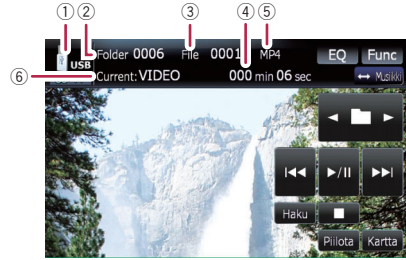 ① ② ③ ④ ⑤
USB Folder 0006 File 0001 MP4 EQ Func
⑥ Current: VIDEO 000 min 06 sec ↔ Musiikki
Haku
Piilota Kartta